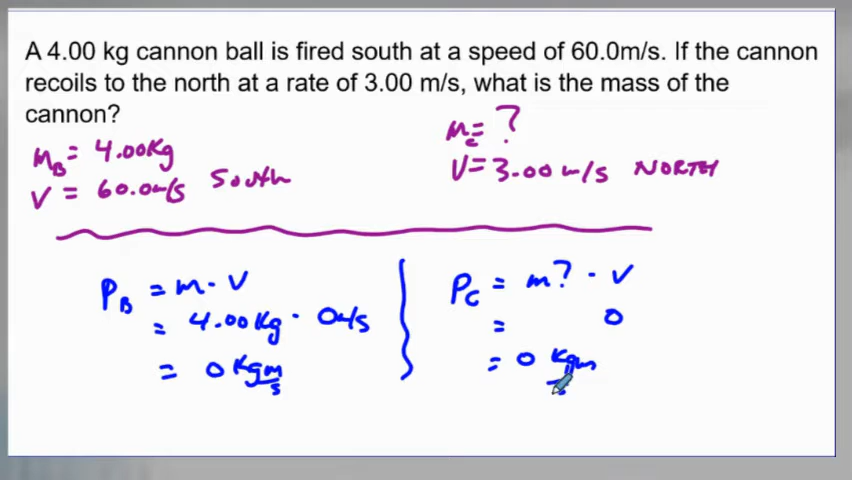 A 4.00 kg cannon ball is fired south at a speed of 60.0m/s. If the cannon
recoils to the north at a rate of 3.00 m/s, what is the mass of the
cannon?
M_B = 4.00Kg
V = 60.0m/s South
m_c = ?
V = 3.00 m/s NORTH
P_B = m · V
= 4.00Kg · 0m/s
= 0 Kgm/s
P_C = m? · V
= 0
= 0 Kgm